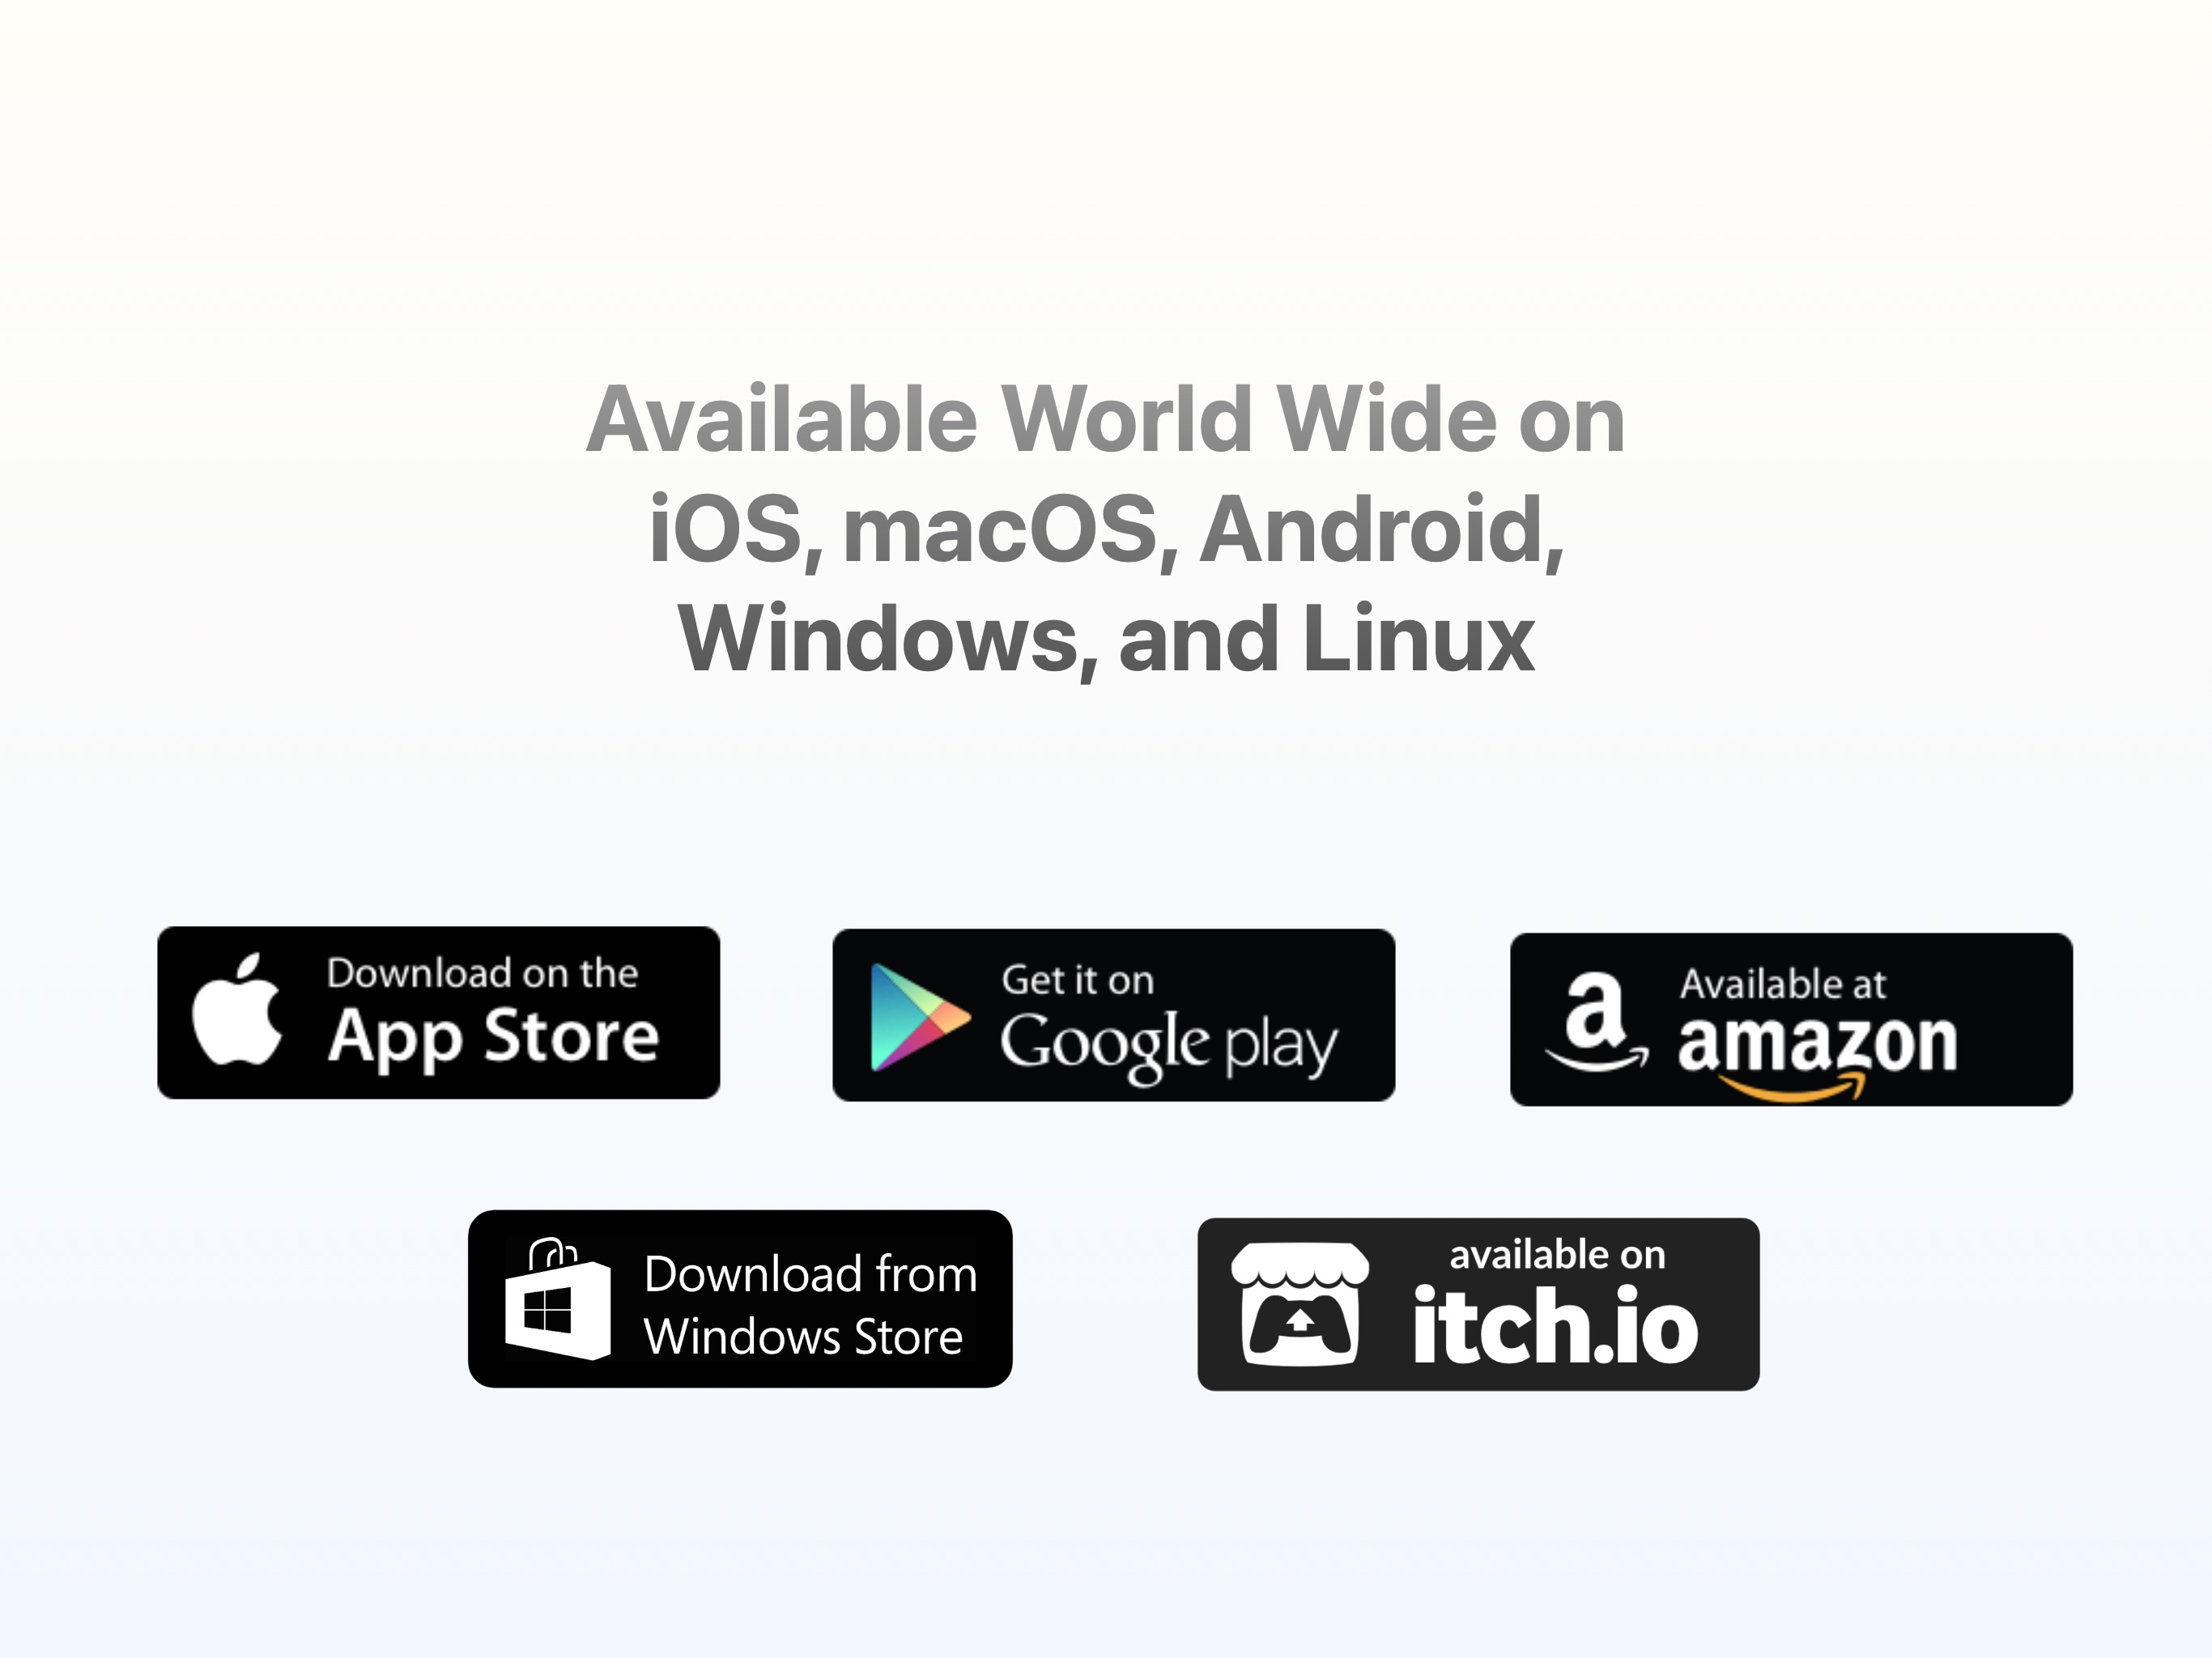 Available World Wide on
iOS, macOS, Android,
Windows, and Linux
Download on the
App Store
Get it on
Google play
a
Available at
amazon
Download from
Windows Store
available on
itch.io